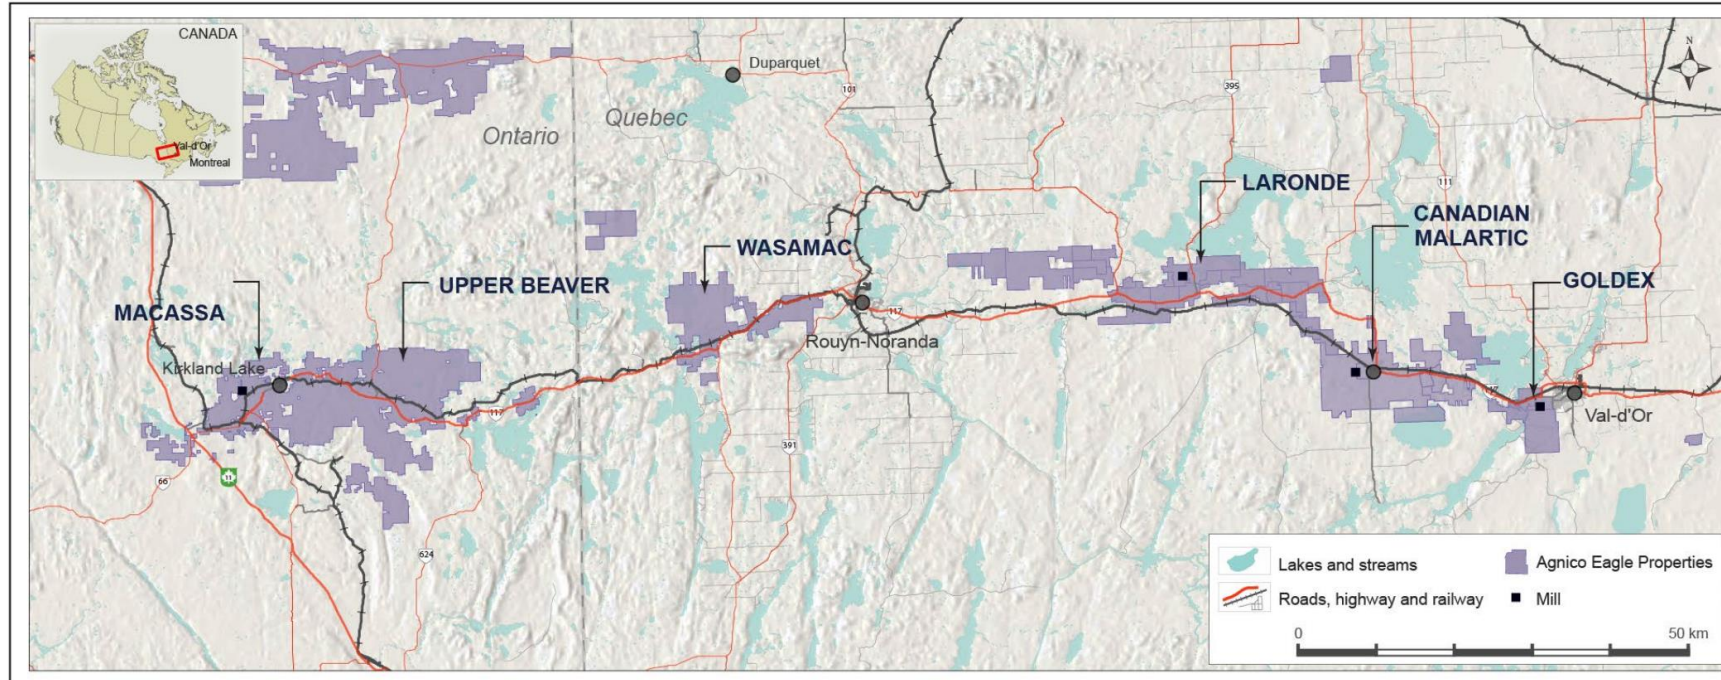 CANADA
Val-d'Or
Montreal
N
Duparquet
Ontario
Quebec
101
395
111
LARONDE
CANADIAN
MALARTIC
WASAMAC
UPPER BEAVER
GOLDEX
MACASSA
117
Rouyn-Noranda
Kirkland Lake
117
117
Val-d'Or
391
66
11
624
Lakes and streams
Agnico Eagle Properties
Roads, highway and railway
Mill
0
50 km